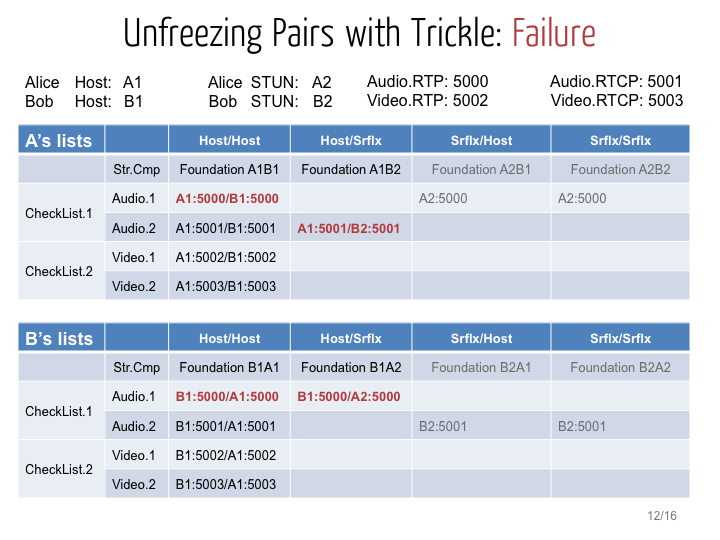 Unfreezing Pairs with Trickle: Failure
Alice Host: A1 Alice STUN: A2 Audio.RTP: 5000 Audio.RTCP: 5001
Bob Host: B1 Bob STUN: B2 Video.RTP: 5002 Video.RTCP: 5003
A's lists Host/Host Host/Srflx Srflx/Host Srflx/Srflx
Str.Cmp Foundation A1B1 Foundation A1B2 Foundation A2B1 Foundation A2B2
CheckList.1
Audio.1 A1:5000/B1:5000 A2:5000 A2:5000
Audio.2 A1:5001/B1:5001 A1:5001/B2:5001
CheckList.2
Video.1 A1:5002/B1:5002
Video.2 A1:5003/B1:5003
B's lists Host/Host Host/Srflx Srflx/Host Srflx/Srflx
Str.Cmp Foundation B1A1 Foundation B1A2 Foundation B2A1 Foundation B2A2
CheckList.1
Audio.1 B1:5000/A1:5000 B1:5000/A2:5000
Audio.2 B1:5001/A1:5001 B2:5001 B2:5001
CheckList.2
Video.1 B1:5002/A1:5002
Video.2 B1:5003/A1:5003
12/16